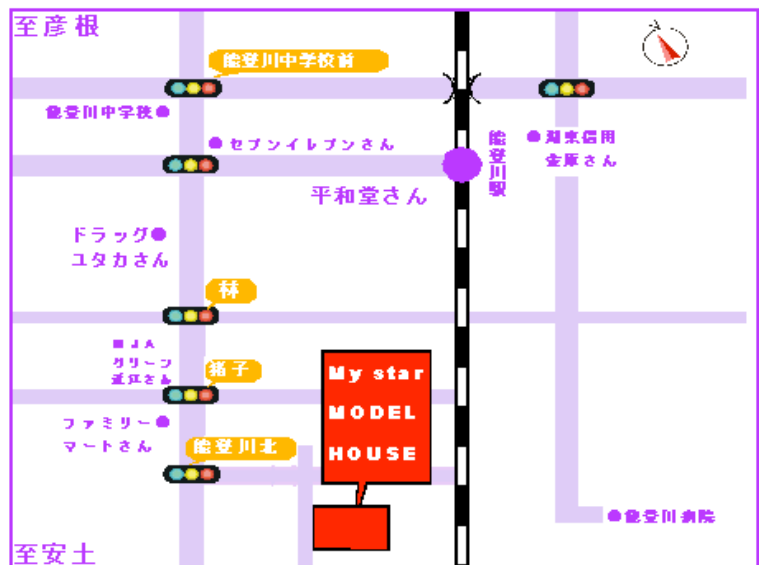 至彦根
能登川中学校前
能登川中学校
セブンイレブンさん
能登川駅
湖東信用
金庫さん
平和堂さん
ドラッグ
ユタカさん
林
JA
グリーン
近江さん
猪子
My star
MODEL
HOUSE
ファミリー
マートさん
能登川北
能登川病院
至安土